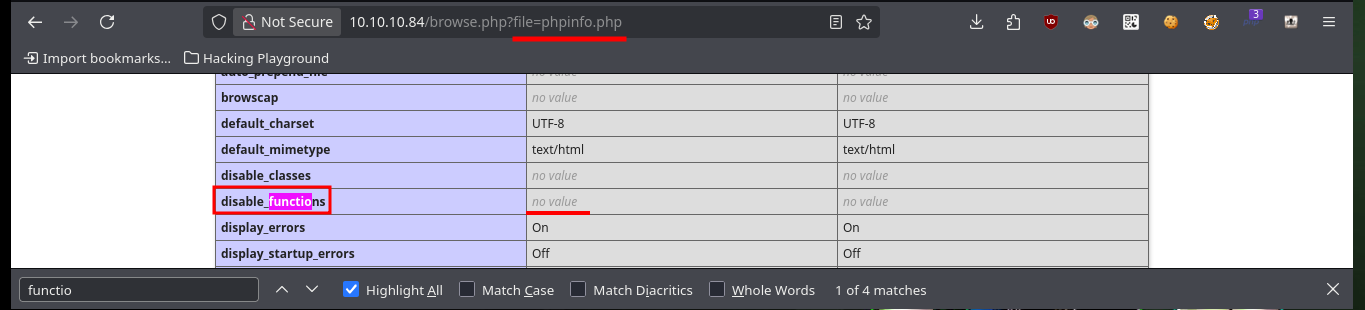 Not Secure 10.10.10.84/browse.php?file=phpinfo.php 3
Import bookmarks... Hacking Playground
auto_prepend_file no value no value
browscap no value no value
default_charset UTF-8 UTF-8
default_mimetype text/html text/html
disable_classes no value no value
disable_functions no value no value
display_errors On On
display_startup_errors Off Off
functio Highlight All Match Case Match Diacritics Whole Words 1 of 4 matches